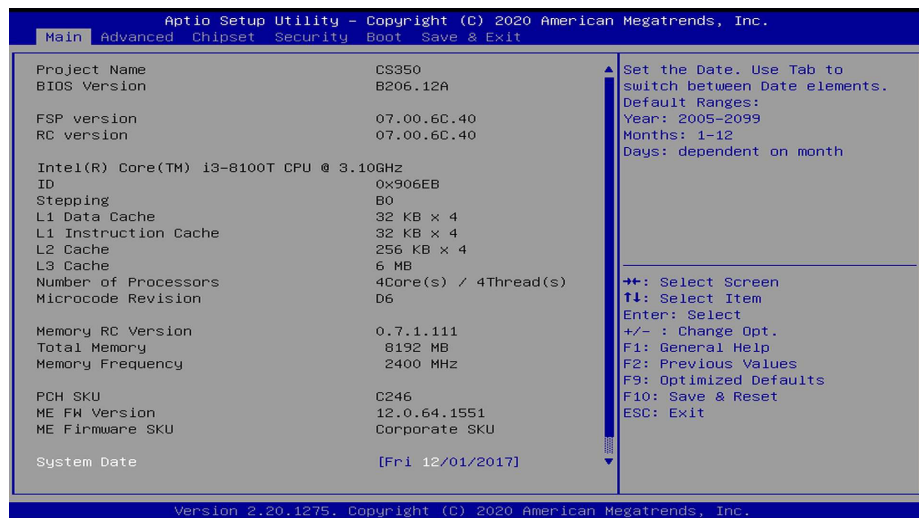 Aptio Setup Utility – Copyright (C) 2020 American Megatrends, Inc.
Main Advanced Chipset Security Boot Save & Exit
Project Name CS350
BIOS Version B206.12A
FSP version 07.00.6C.40
RC version 07.00.6C.40
Intel(R) Core(TM) i3-8100T CPU @ 3.10GHz
ID 0x906EB
Stepping B0
L1 Data Cache 32 KB x 4
L1 Instruction Cache 32 KB x 4
L2 Cache 256 KB x 4
L3 Cache 6 MB
Number of Processors 4Core(s) / 4Thread(s)
Microcode Revision D6
Memory RC Version 0.7.1.111
Total Memory 8192 MB
Memory Frequency 2400 MHz
PCH SKU C246
ME FW Version 12.0.64.1551
ME Firmware SKU Corporate SKU
System Date [Fri 12/01/2017]
Set the Date. Use Tab to
switch between Date elements.
Default Ranges:
Year: 2005-2099
Months: 1-12
Days: dependent on month
→←: Select Screen
↑↓: Select Item
Enter: Select
+/- : Change Opt.
F1: General Help
F2: Previous Values
F9: Optimized Defaults
F10: Save & Reset
ESC: Exit
Version 2.20.1275. Copyright (C) 2020 American Megatrends, Inc.